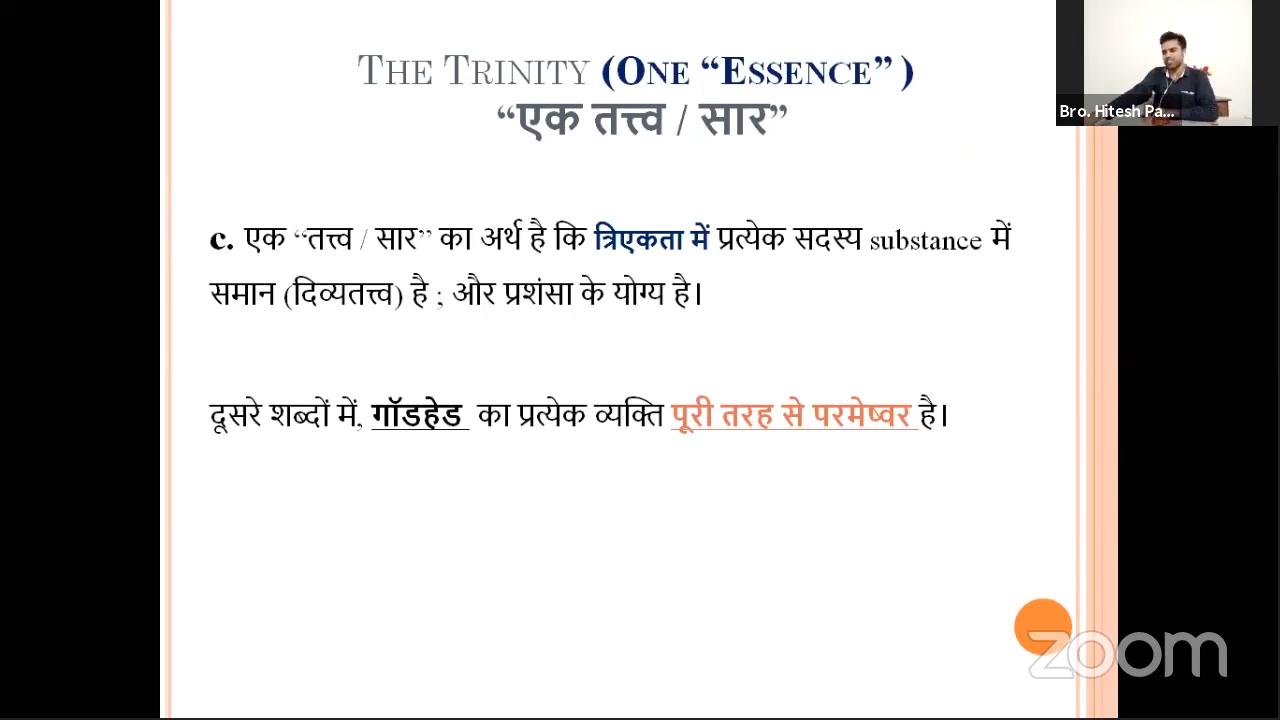 THE TRINITY (ONE “ESSENCE” )
“एक तत्त्व / सार”
Bro. Hitesh Pa...
c. एक “तत्त्व / सार” का अर्थ है कि त्रिएकता में प्रत्येक सदस्य substance में
समान (दिव्यतत्त्व) है ; और प्रशंसा के योग्य है।
दूसरे शब्दों में, गॉडहेड का प्रत्येक व्यक्ति पूरी तरह से परमेष्वर है।
zoom